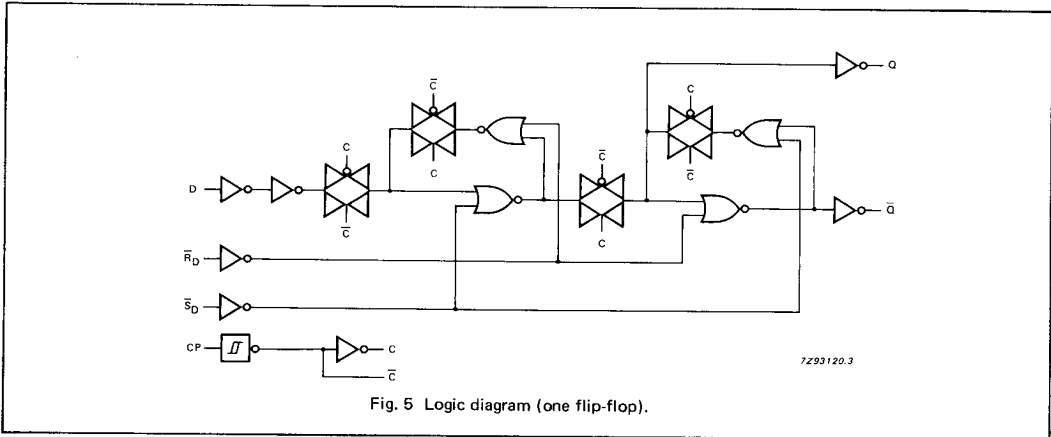 Q
C̄
C
C
C̄
D
C
C̄
C
C̄
Q̄
R̄D
S̄D
CP
C
C̄
7Z93120.3
Fig. 5 Logic diagram (one flip-flop).